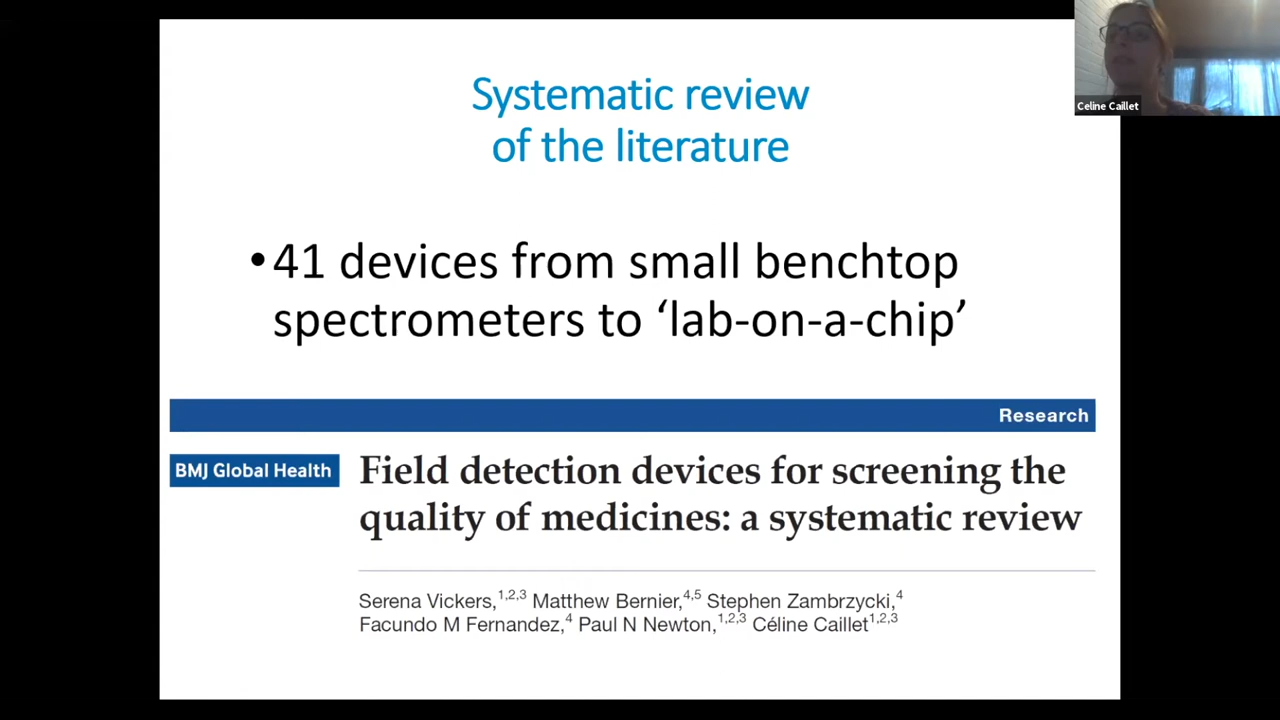 Systematic review
of the literature
Celine Caillet
•41 devices from small benchtop
spectrometers to ‘lab-on-a-chip’
Research
BMJ Global Health
Field detection devices for screening the
quality of medicines: a systematic review
Serena Vickers,1,2,3 Matthew Bernier,4,5 Stephen Zambrzycki,4
Facundo M Fernandez,4 Paul N Newton,1,2,3 Céline Caillet1,2,3